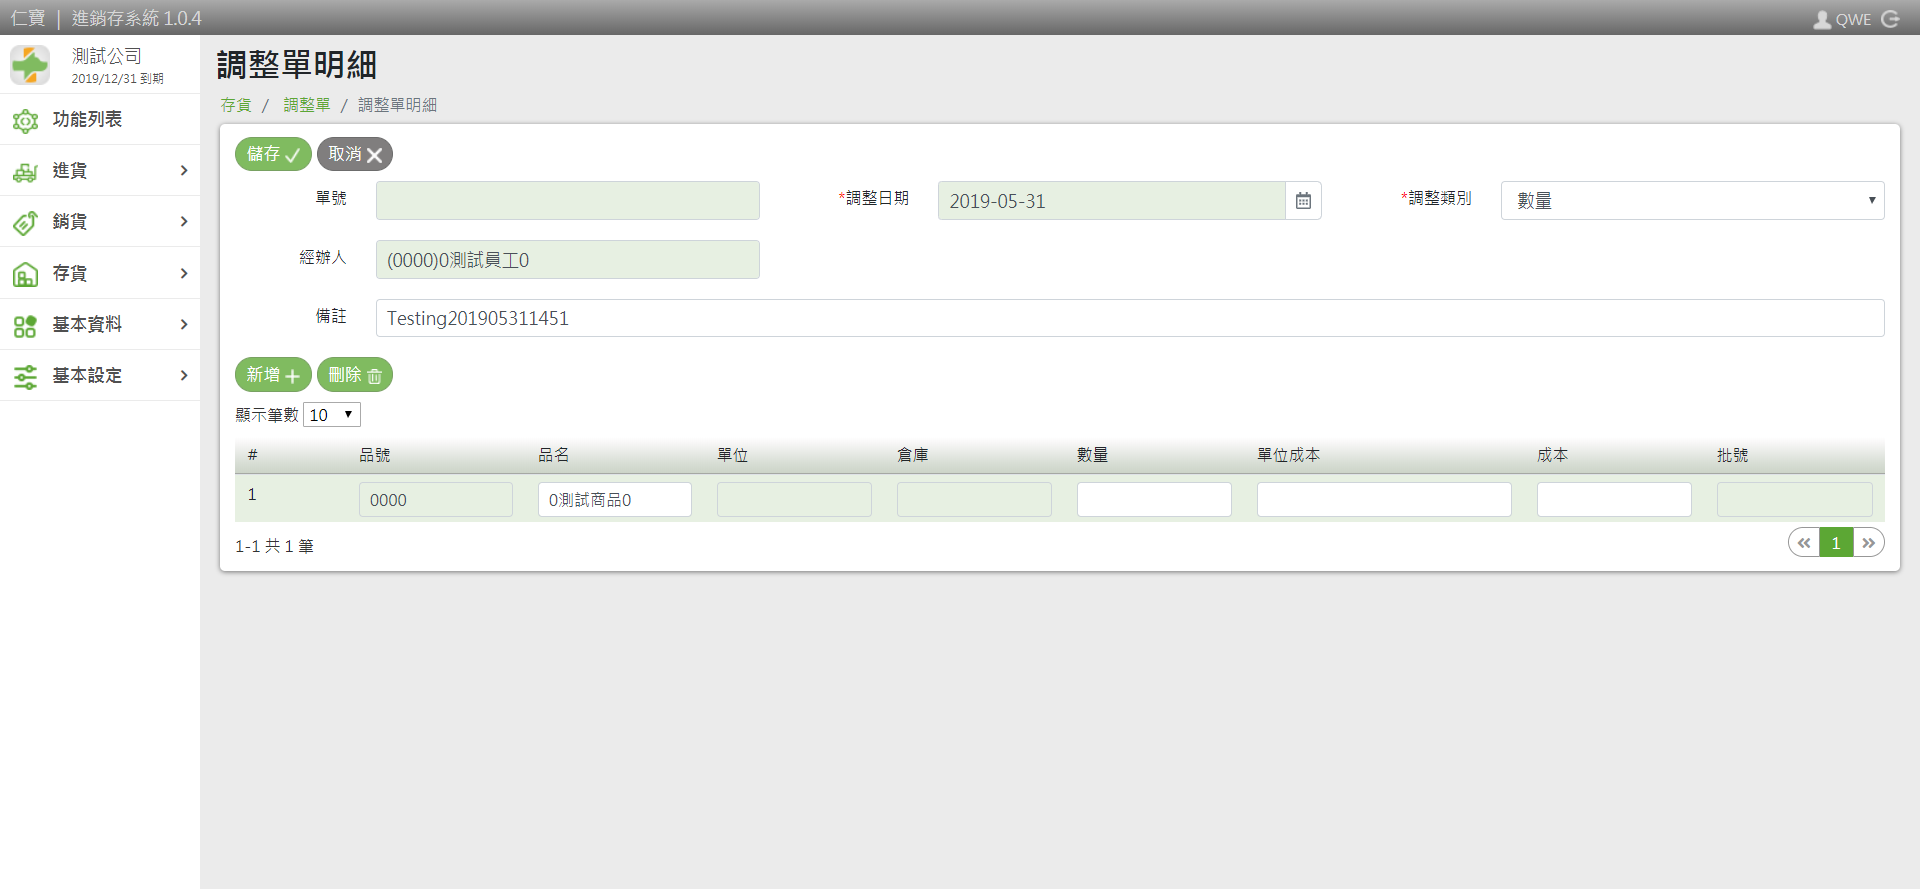 仁寶 | 進銷存系統 1.0.4
QWE
測試公司
2019/12/31 到期
功能列表
進貨
銷貨
存貨
基本資料
基本設定
調整單明細
存貨 / 調整單 / 調整單明細
儲存 取消
單號
*調整日期 2019-05-31
*調整類別 數量
經辦人 (0000)0測試員工0
備註 Testing201905311451
新增 刪除
顯示筆數 10
# 品號 品名 單位 倉庫 數量 單位成本 成本 批號
1 0000 0測試商品0
1-1 共 1 筆
« 1 »